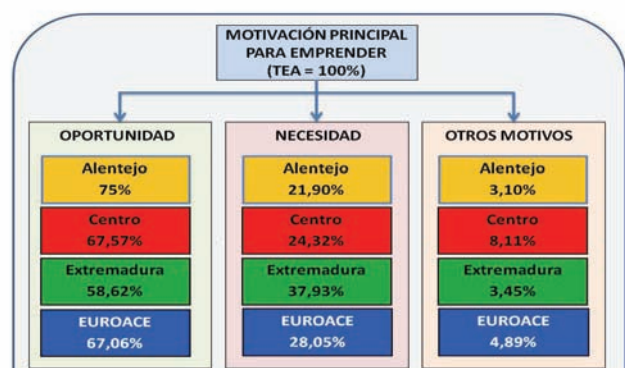 MOTIVACIÓN PRINCIPAL
PARA EMPRENDER
(TEA = 100%)
OPORTUNIDAD
Alentejo
75%
Centro
67,57%
Extremadura
58,62%
EUROACE
67,06%
NECESIDAD
Alentejo
21,90%
Centro
24,32%
Extremadura
37,93%
EUROACE
28,05%
OTROS MOTIVOS
Alentejo
3,10%
Centro
8,11%
Extremadura
3,45%
EUROACE
4,89%